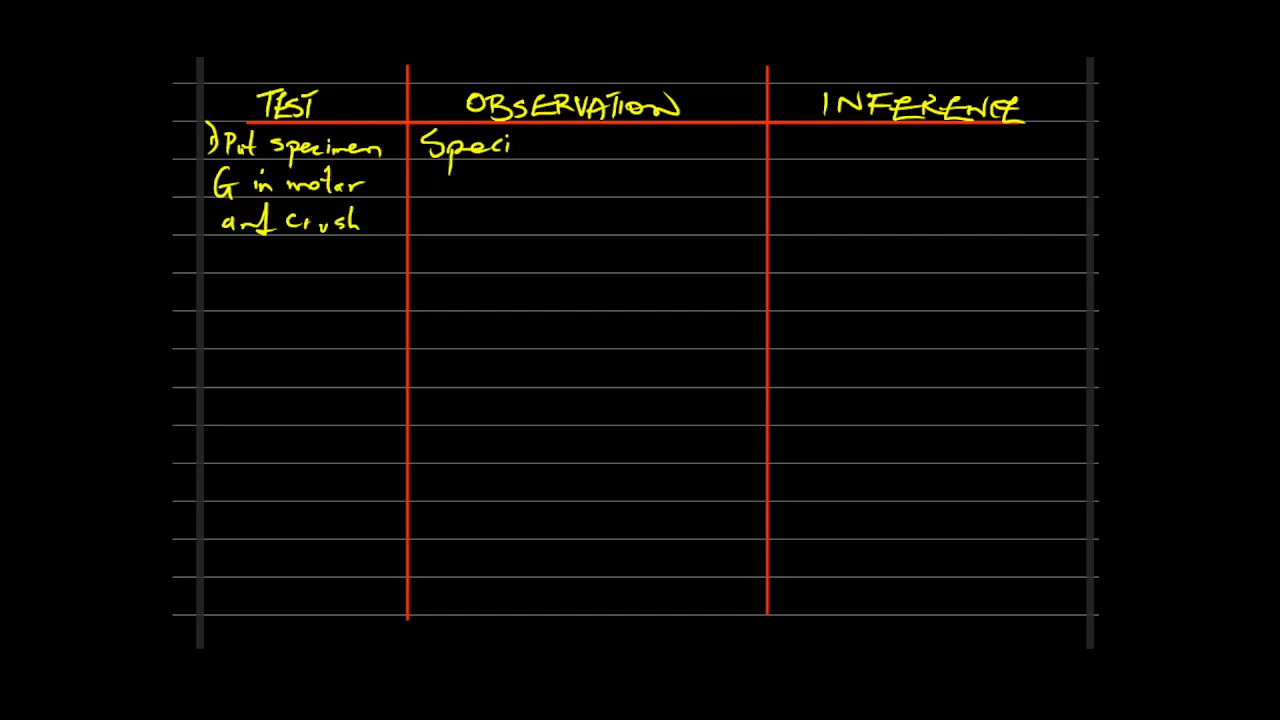 TEST OBSERVATION INFERENCE
1) Put specimen Speci
G in motar
and crush